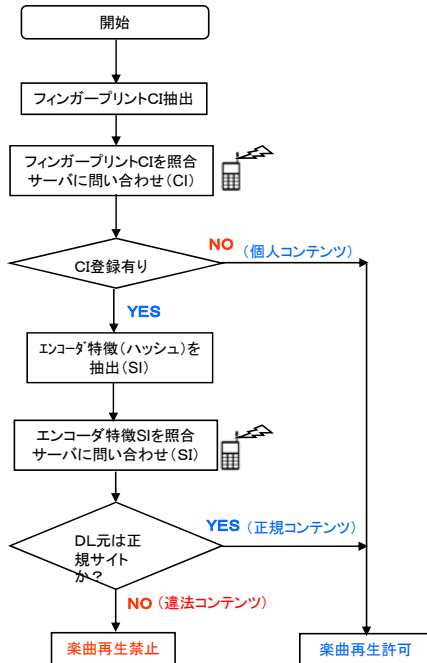 開始
フィンガープリントCI抽出
フィンガープリントCIを照合
サーバに問い合わせ（CI）
NO（個人コンテンツ）
CI登録有り
YES
エンコーダ特徴（ハッシュ）を
抽出（SI）
エンコーダ特徴SIを照合
サーバに問い合わせ（SI）
YES（正規コンテンツ）
DL元は正
規サイト
か？
NO（違法コンテンツ）
楽曲再生禁止
楽曲再生許可